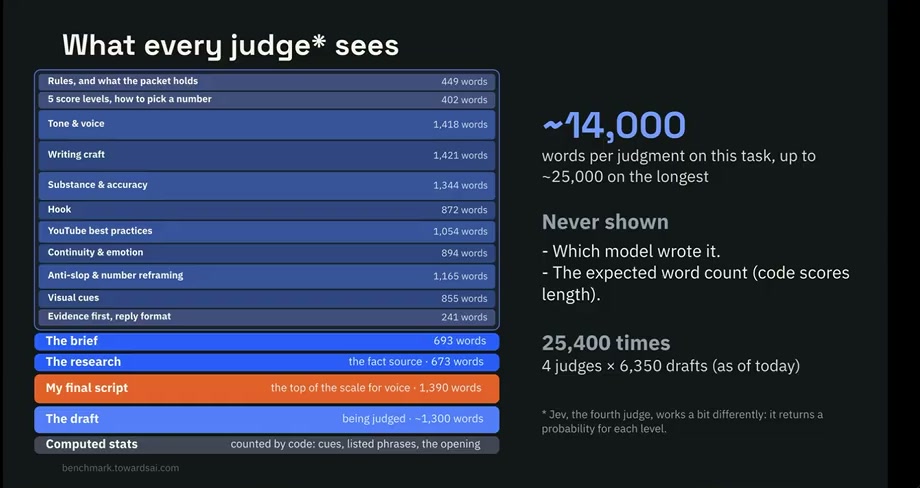 What every judge* sees
Rules, and what the packet holds 449 words
5 score levels, how to pick a number 402 words
Tone & voice 1,418 words
Writing craft 1,421 words
Substance & accuracy 1,344 words
Hook 872 words
YouTube best practices 1,054 words
Continuity & emotion 894 words
Anti-slop & number reframing 1,165 words
Visual cues 855 words
Evidence first, reply format 241 words
The brief 693 words
The research the fact source · 673 words
My final script the top of the scale for voice · 1,390 words
The draft being judged · ~1,300 words
Computed stats counted by code: cues, listed phrases, the opening
benchmark.towardsai.com
~14,000
words per judgment on this task, up to
~25,000 on the longest
Never shown
- Which model wrote it.
- The expected word count (code scores
length).
25,400 times
4 judges × 6,350 drafts (as of today)
* Jev, the fourth judge, works a bit differently: it returns a
probability for each level.